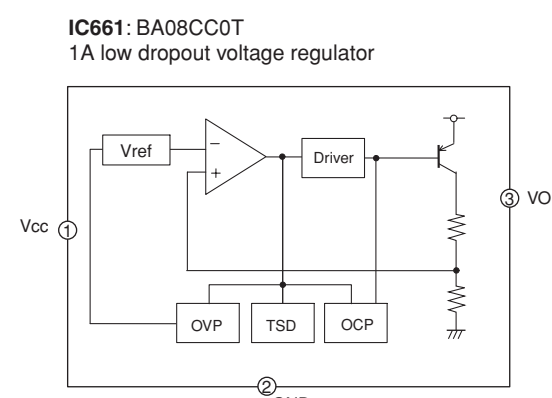 IC661: BA08CC0T
1A low dropout voltage regulator
Vref
−
+
Driver
Vcc 1
3 VO
OVP
TSD
OCP
2